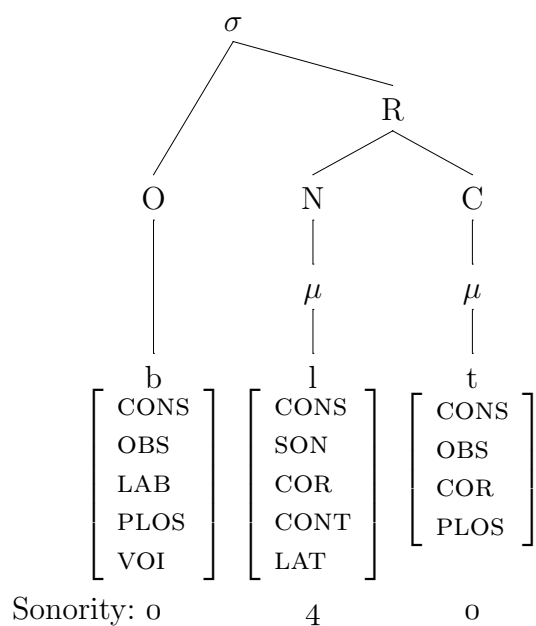 σ
R
O N C
μ μ
b l t
CONS CONS CONS
OBS SON OBS
LAB COR COR
PLOS CONT PLOS
VOI LAT
Sonority: 0 4 0